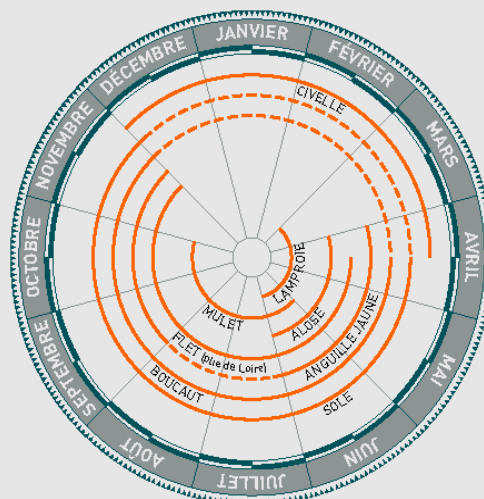 JANVIER
FÉVRIER
MARS
AVRIL
MAI
JUIN
JUILLET
AOÛT
SEPTEMBRE
OCTOBRE
NOVEMBRE
DÉCEMBRE
CIVELLE
LAMPROIE
MULET
ALOSE
FLET (plie de Loire)
ANGUILLE JAUNE
BOUCAUT
SOLE